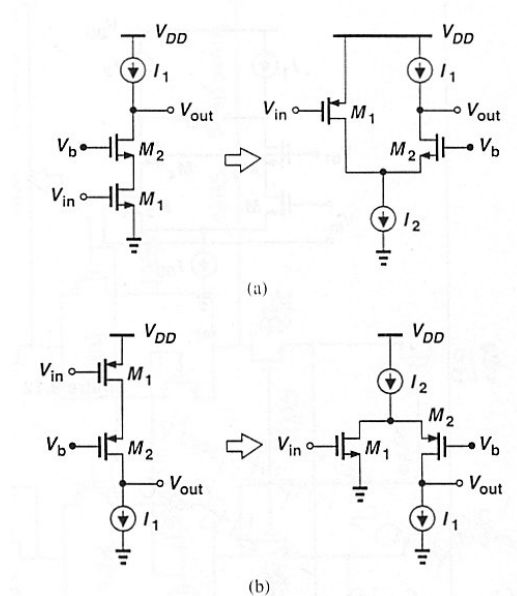 V_DD
V_DD
I_1
I_1
V_out
V_in
M_1
V_out
V_b
M_2
M_2
V_b
V_in
M_1
I_2
(a)
V_DD
V_DD
V_in
M_1
I_2
M_2
V_b
M_2
V_in
M_1
V_b
V_out
V_out
I_1
I_1
(b)